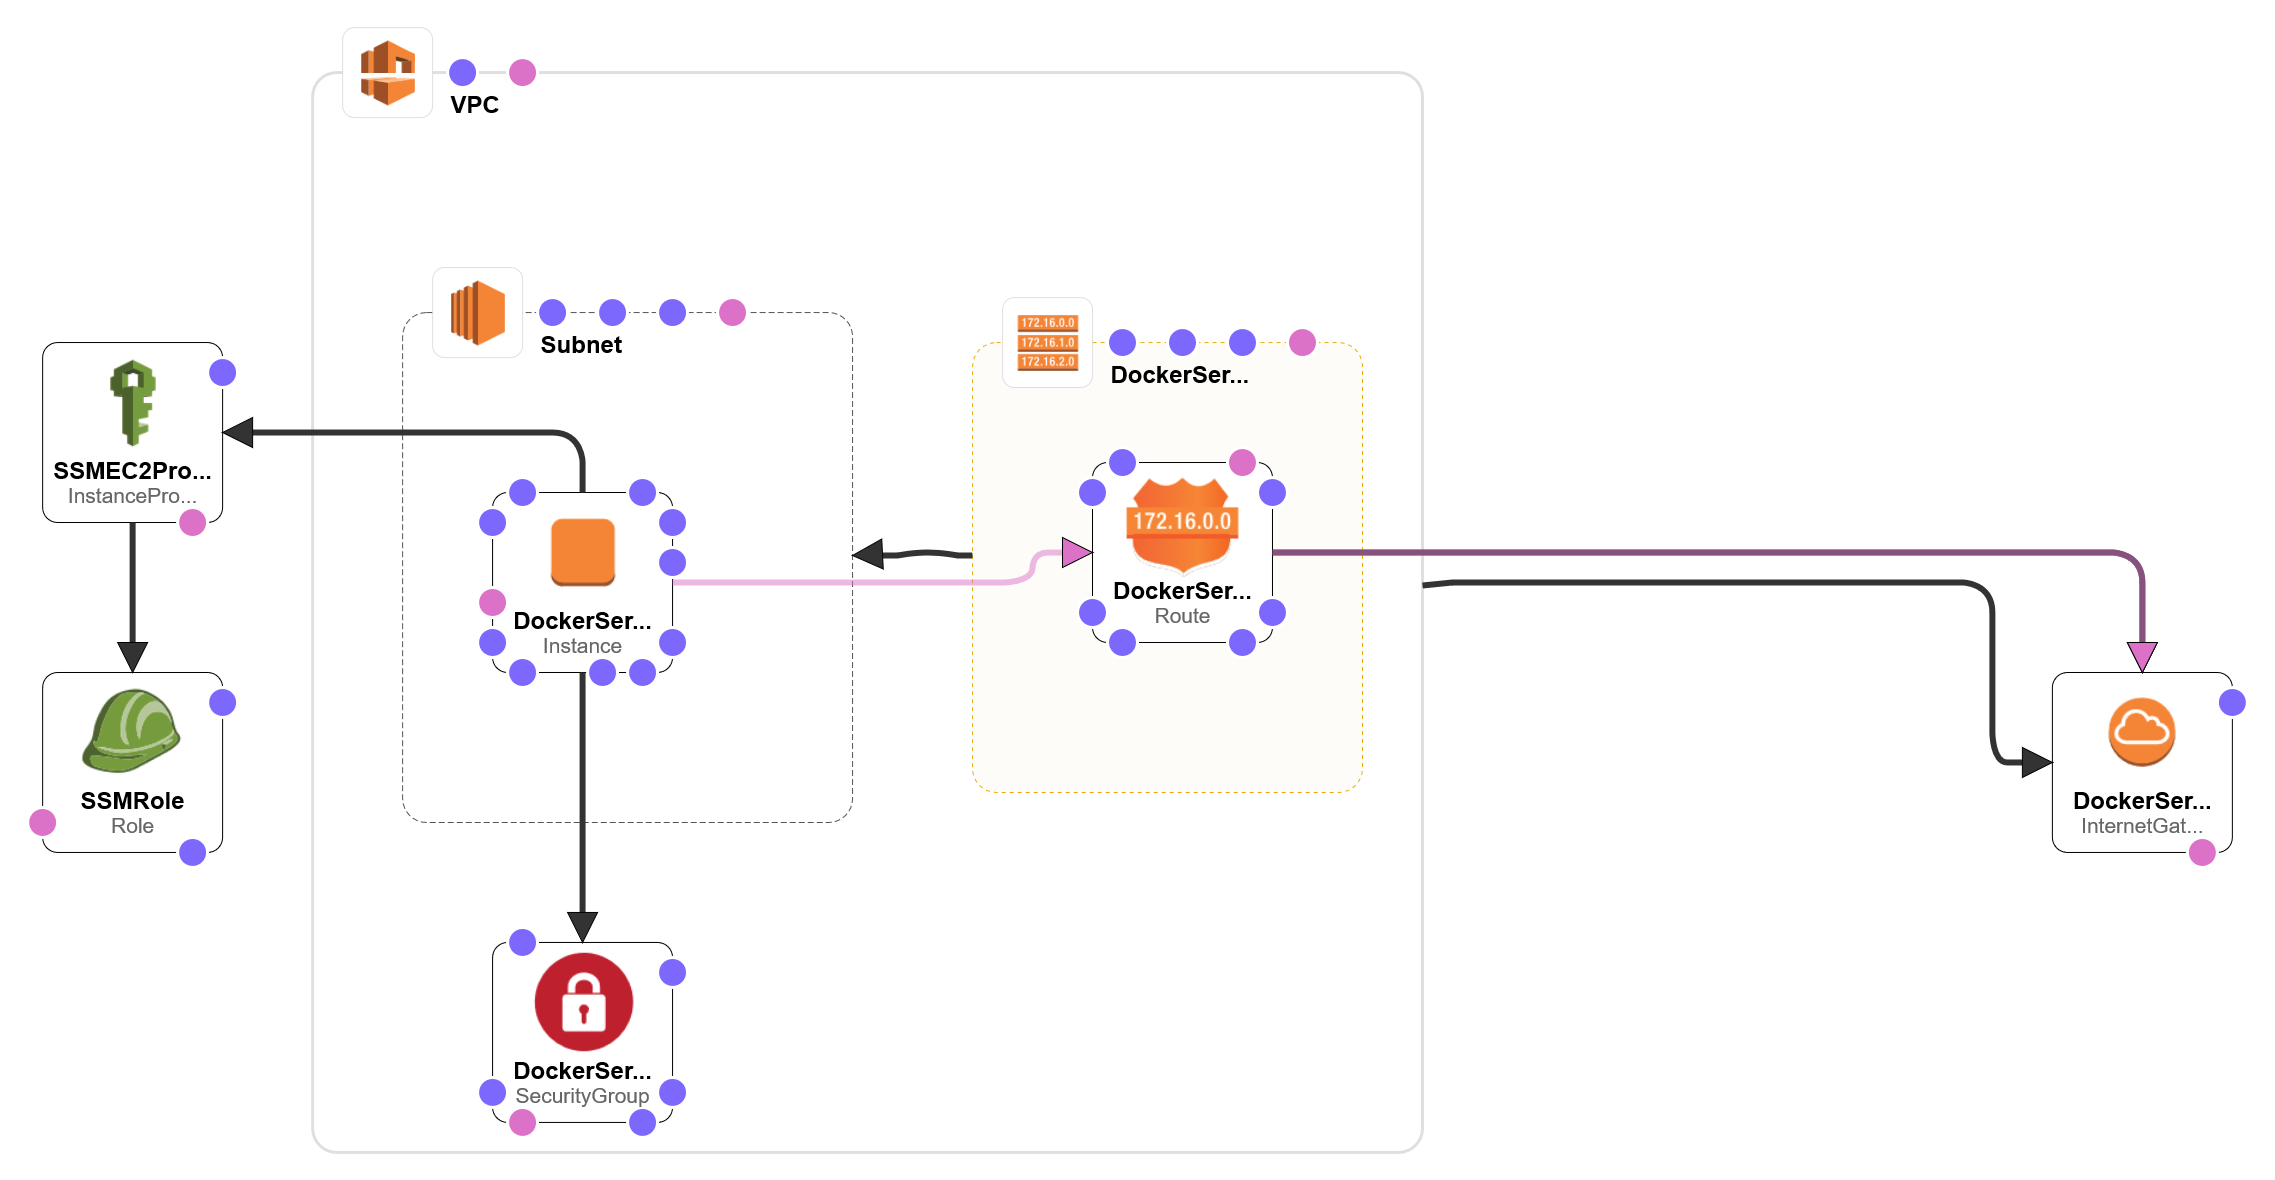 VPC
Subnet
172.16.0.0
172.16.1.0
172.16.2.0
DockerSer...
SSMEC2Pro...
InstancePro...
172.16.0.0
DockerSer...
Route
DockerSer...
Instance
SSMRole
Role
DockerSer...
InternetGat...
DockerSer...
SecurityGroup